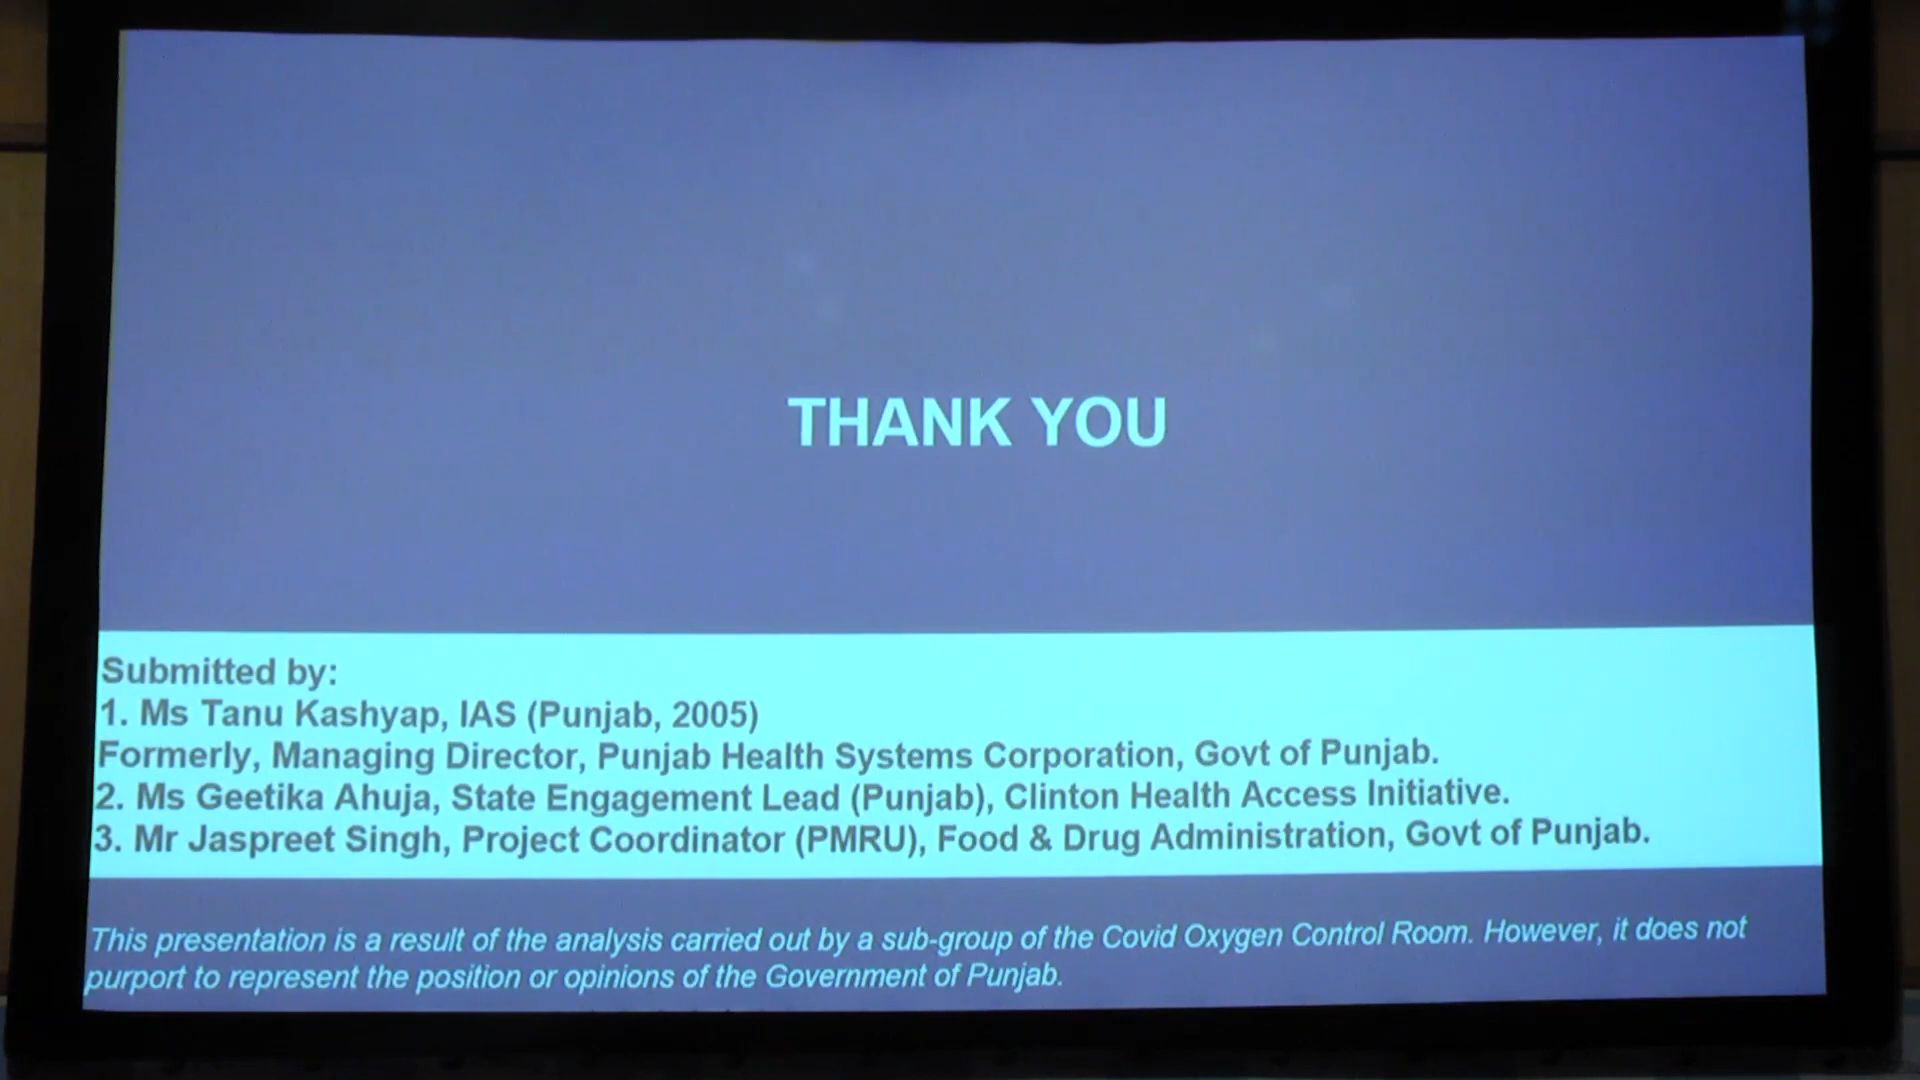 THANK YOU
Submitted by:
1. Ms Tanu Kashyap, IAS (Punjab, 2005)
Formerly, Managing Director, Punjab Health Systems Corporation, Govt of Punjab.
2. Ms Geetika Ahuja, State Engagement Lead (Punjab), Clinton Health Access Initiative.
3. Mr Jaspreet Singh, Project Coordinator (PMRU), Food & Drug Administration, Govt of Punjab.
This presentation is a result of the analysis carried out by a sub-group of the Covid Oxygen Control Room. However, it does not
purport to represent the position or opinions of the Government of Punjab.